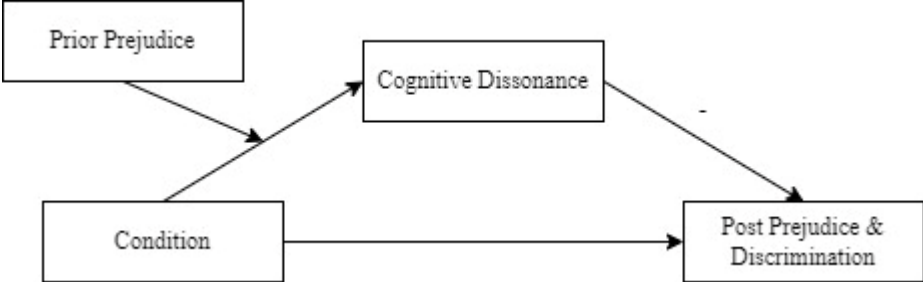 Prior Prejudice
Cognitive Dissonance
-
Condition
Post Prejudice &
Discrimination